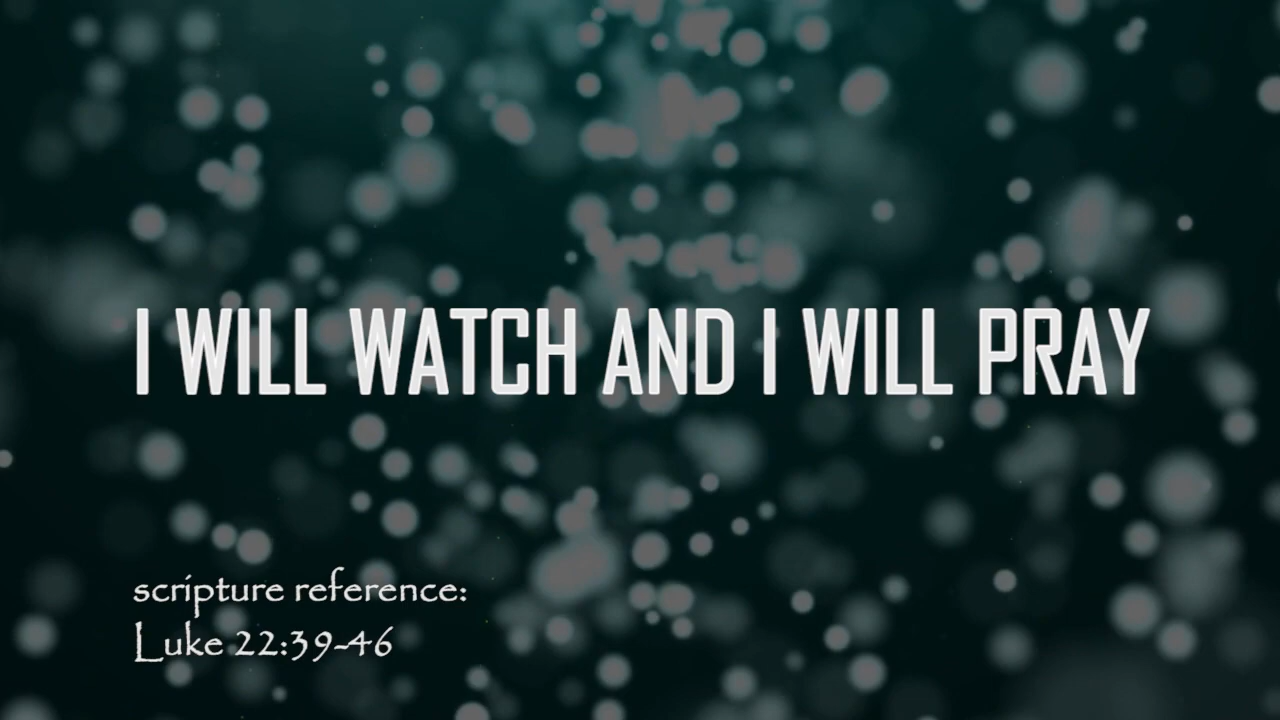 I WILL WATCH AND I WILL PRAY
scripture reference:
Luke 22:39-46